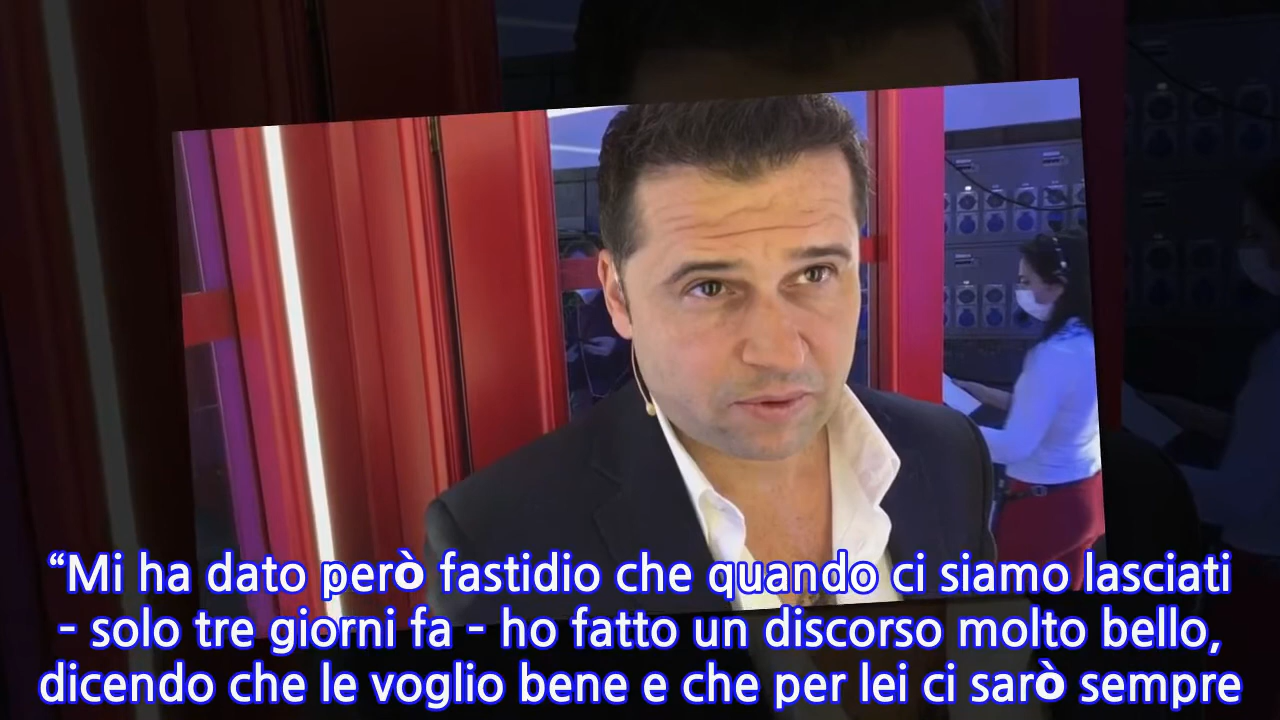 “Mi ha dato però fastidio che quando ci siamo lasciati
- solo tre giorni fa - ho fatto un discorso molto bello,
dicendo che le voglio bene e che per lei ci sarò sempre